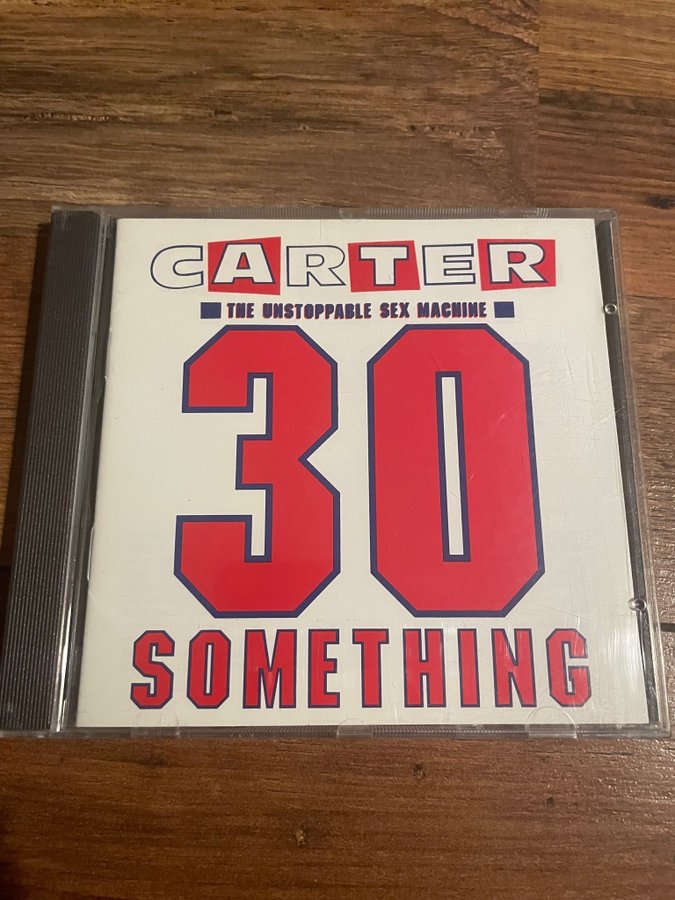 CARTER
THE UNSTOPPABLE SEX MACHINE
30
SOMETHING